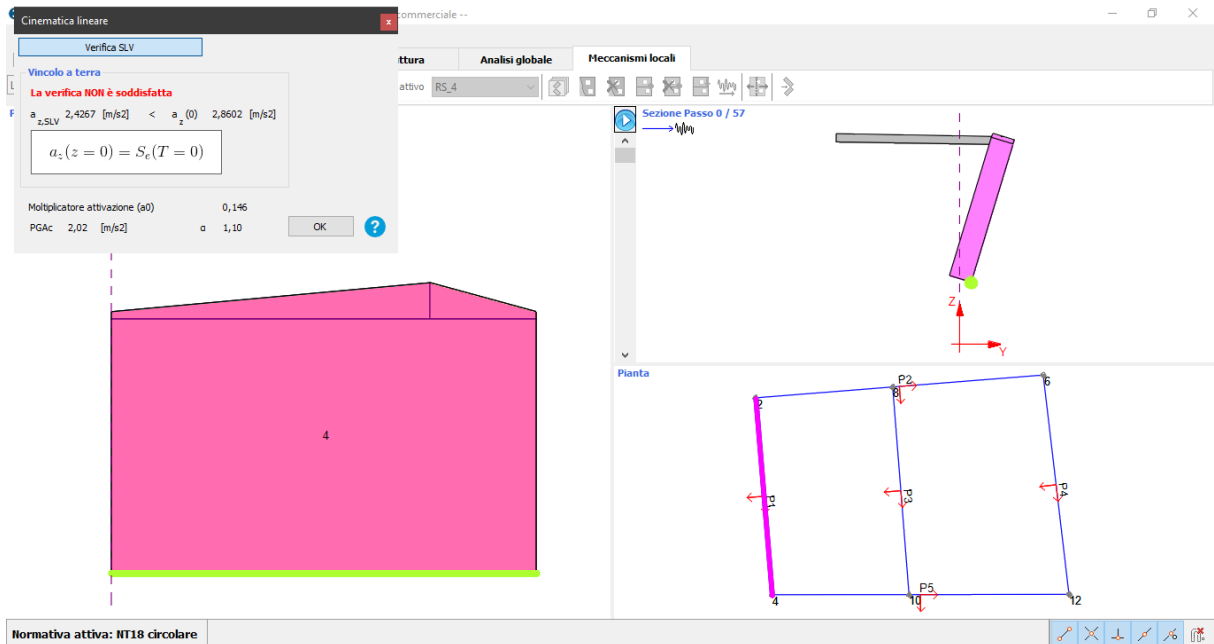 Cinematica lineare
x
commerciale --
Verifica SLV
ttura
Analisi globale
Meccanismi locali
Vincolo a terra
attivo
RS_4
La verifica NON è soddisfatta
a z,SLV 2,4267 [m/s2] < a z (0) 2,8602 [m/s2]
a_z(z = 0) = S_e(T = 0)
Moltiplicatore attivazione (a0) 0,146
PGAc 2,02 [m/s2] α 1,10
OK
?
4
Sezione Passo 0 / 57
Z
Y
Pianta
2
P2
8
6
P1
P3
P4
4
P5
10
12
Normativa attiva: NT18 circolare